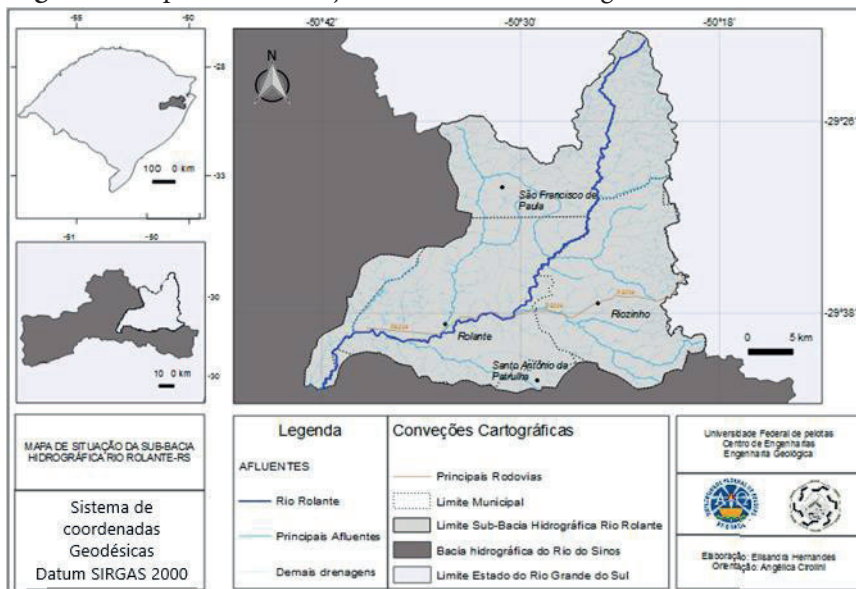 -50°42'
-50°30'
-50°18'
-29°26'
-29°38'
N
São Francisco de
Paula
Riozinho
Rolante
Santo Antônio da
Patrulha
0 5 km
-55
-50
-28
-33
100 0 km
-51
-50
-30
-30
10 0 km
MAPA DE SITUAÇÃO DA SUB-BACIA
HIDROGRÁFICA RIO ROLANTE-RS
Sistema de
coordenadas
Geodésicas
Datum SIRGAS 2000
Legenda
AFLUENTES
Rio Rolante
Principais Afluentes
Demais drenagens
Conveções Cartográficas
Principais Rodovias
Limite Municipal
Limite Sub-Bacia Hidrográfica Rio Rolante
Bacia hidrográfica do Rio do Sinos
Limite Estado do Rio Grande do Sul
Universidade Federal de pelotas
Centro de Engenharias
Engenharia Geológica
Elaboração: Elisandra Hernandes
Orientação: Angélica Cirolini